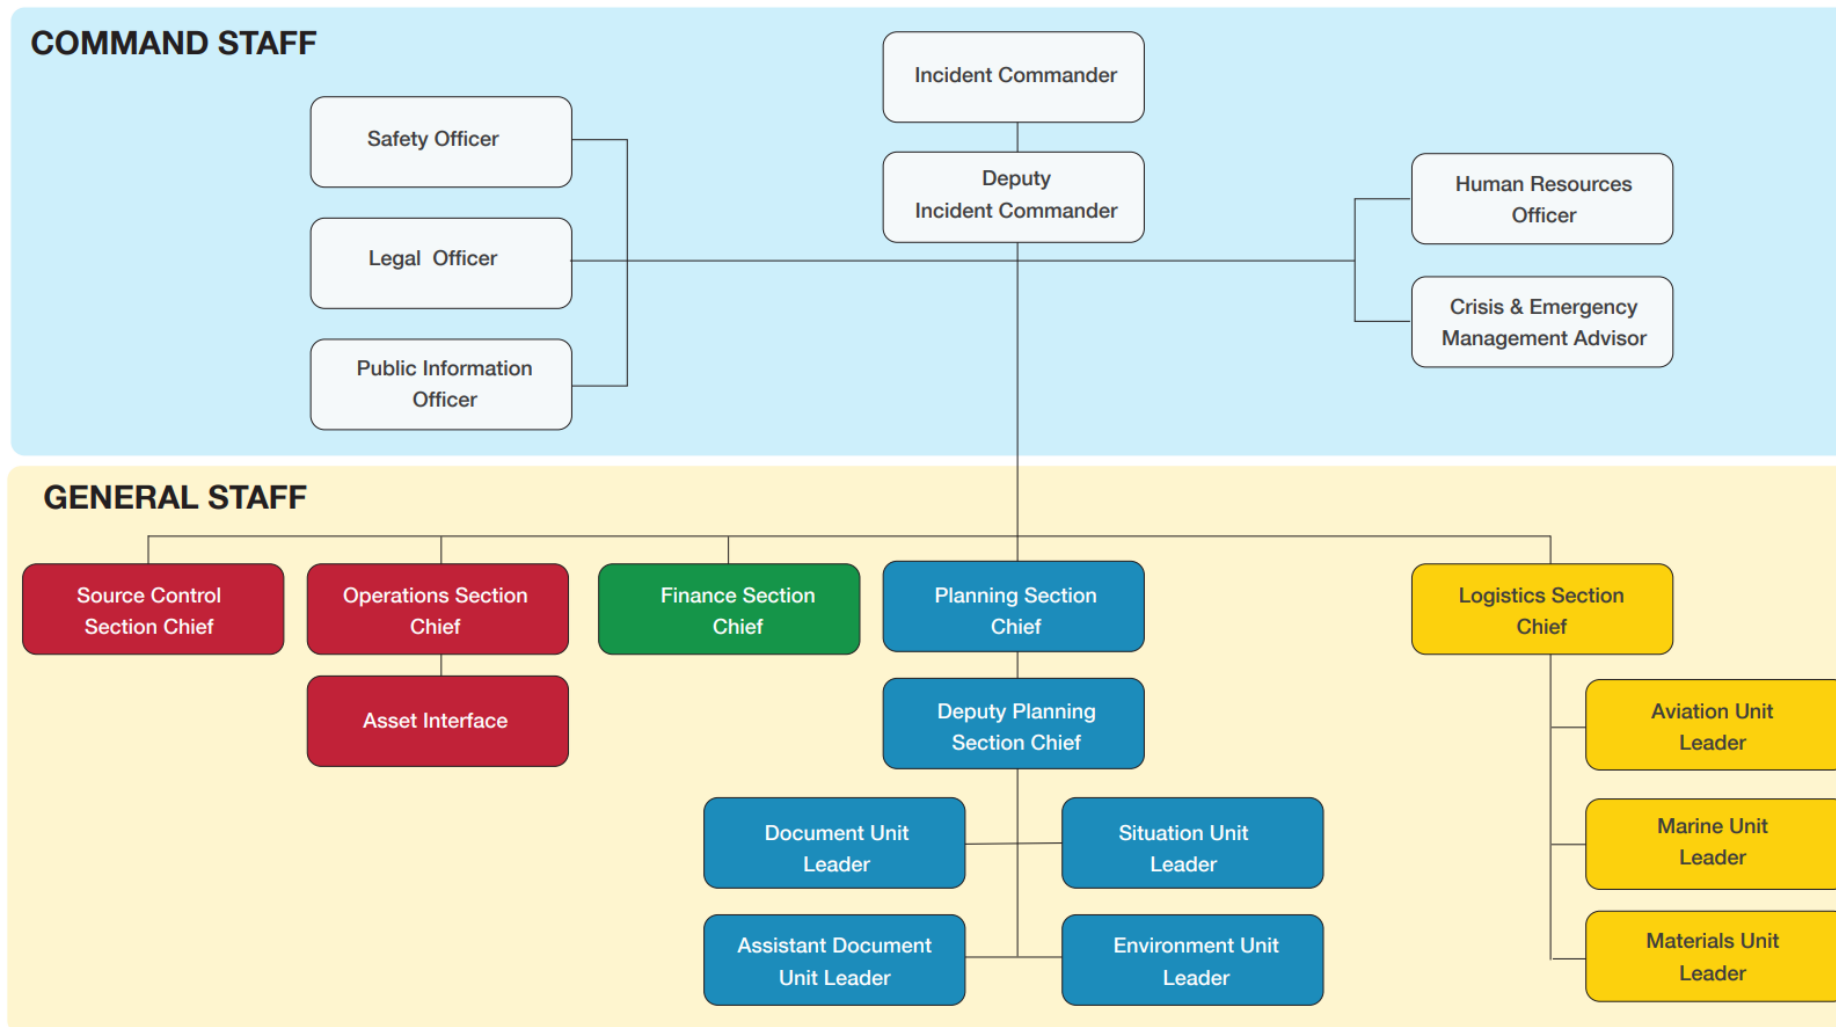 COMMAND STAFF
Incident Commander
Safety Officer
Deputy
Incident Commander
Human Resources
Officer
Legal Officer
Crisis & Emergency
Management Advisor
Public Information
Officer
GENERAL STAFF
Source Control
Section Chief
Operations Section
Chief
Finance Section
Chief
Planning Section
Chief
Logistics Section
Chief
Asset Interface
Deputy Planning
Section Chief
Aviation Unit
Leader
Document Unit
Leader
Situation Unit
Leader
Marine Unit
Leader
Assistant Document
Unit Leader
Environment Unit
Leader
Materials Unit
Leader